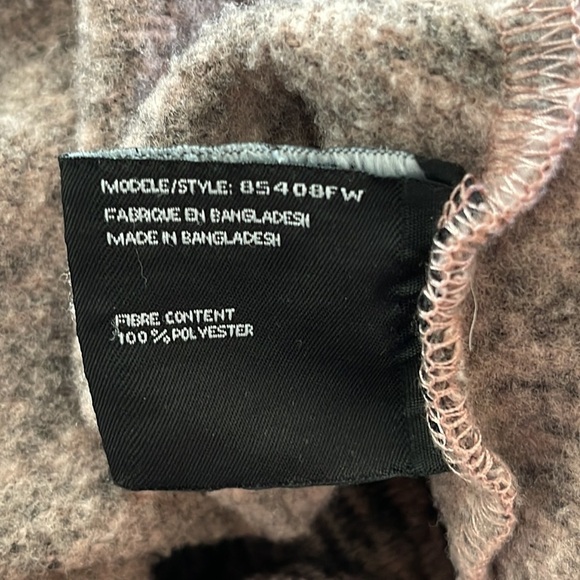 MODELE/STYLE: 85408FW
FABRIQUE EN BANGLADESH
MADE IN BANGLADESH
FIBRE CONTENT
100%POLYESTER